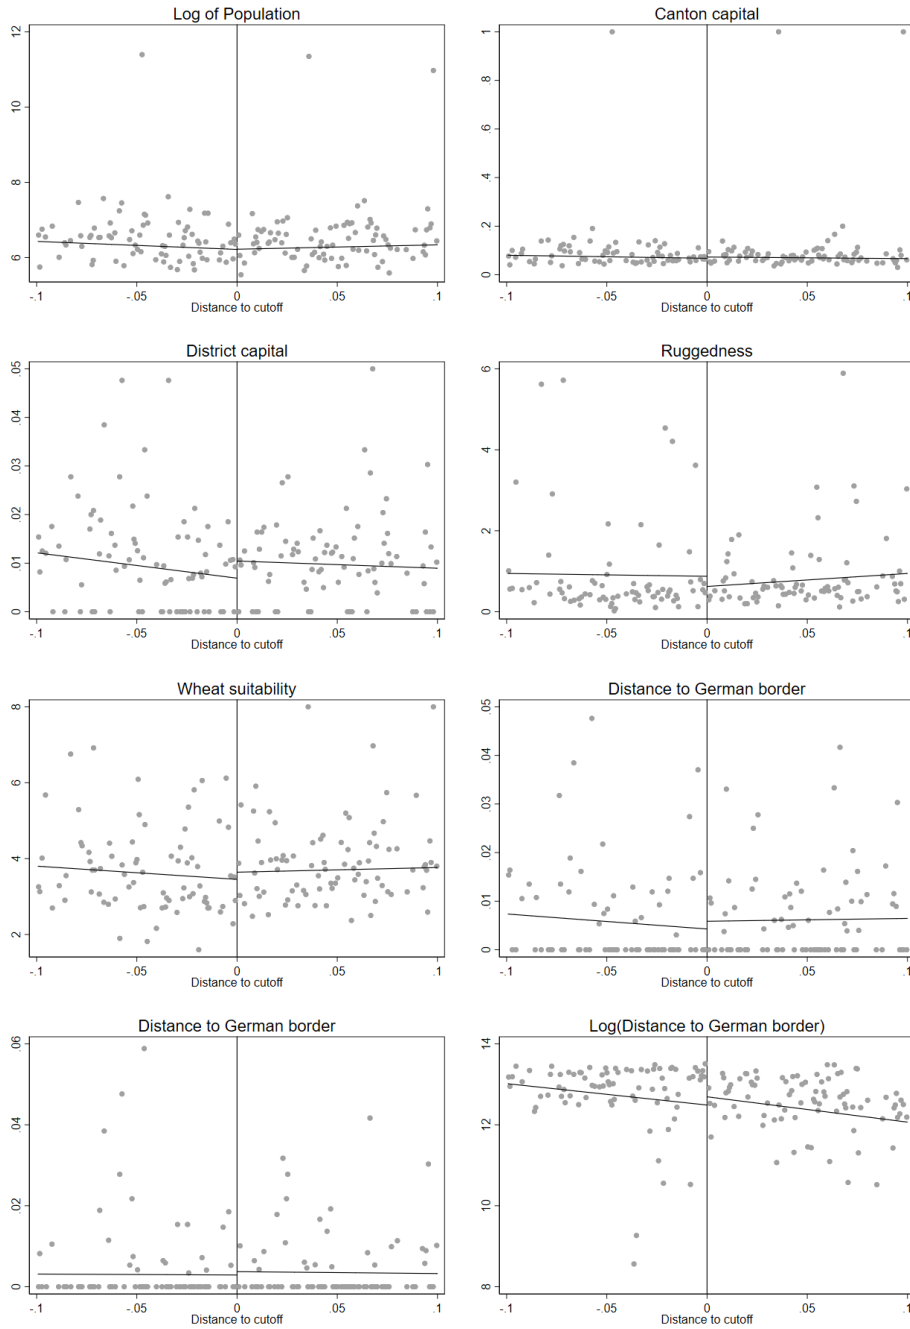 Log of Population
12
10
8
6
-.1 -.05 0 .05 .1
Distance to cutoff
Canton capital
1
.8
.6
.4
.2
0
-.1 -.05 0 .05 .1
Distance to cutoff
District capital
.05
.04
.03
.02
.01
0
-.1 -.05 0 .05 .1
Distance to cutoff
Ruggedness
6
4
2
0
-.1 -.05 0 .05 .1
Distance to cutoff
Wheat suitability
8
6
4
2
-.1 -.05 0 .05 .1
Distance to cutoff
Distance to German border
.05
.04
.03
.02
.01
0
-.1 -.05 0 .05 .1
Distance to cutoff
Distance to German border
.06
.04
.02
0
-.1 -.05 0 .05 .1
Distance to cutoff
Log(Distance to German border)
14
12
10
8
-.1 -.05 0 .05 .1
Distance to cutoff